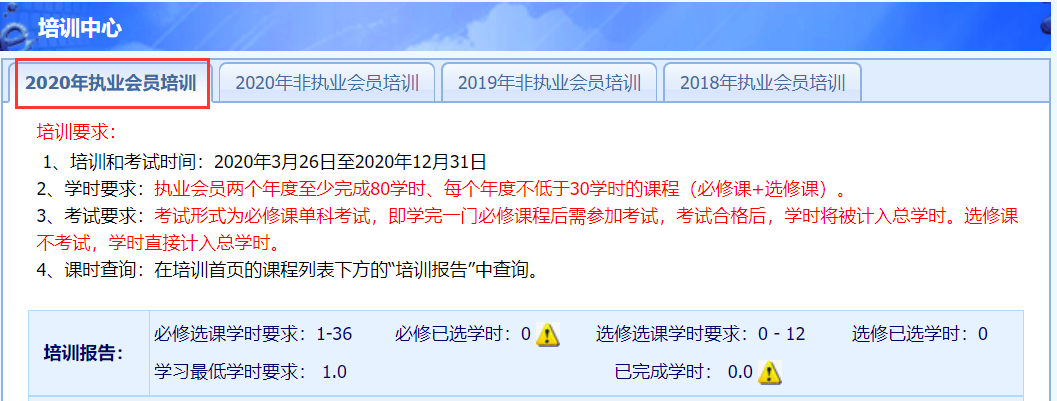 培训中心
2020年执业会员培训 2020年非执业会员培训 2019年非执业会员培训 2018年执业会员培训
培训要求：
1、培训和考试时间：2020年3月26日至2020年12月31日
2、学时要求：执业会员两个年度至少完成80学时、每个年度不低于30学时的课程（必修课+选修课）。
3、考试要求：考试形式为必修课单科考试，即学完一门必修课程后需参加考试，考试合格后，学时将被计入总学时。选修课
不考试，学时直接计入总学时。
4、课时查询：在培训首页的课程列表下方的“培训报告”中查询。
培训报告： 必修选课学时要求：1-36 必修已选学时：0 选修选课学时要求：0 - 12 选修已选学时：0
学习最低学时要求： 1.0 已完成学时： 0.0